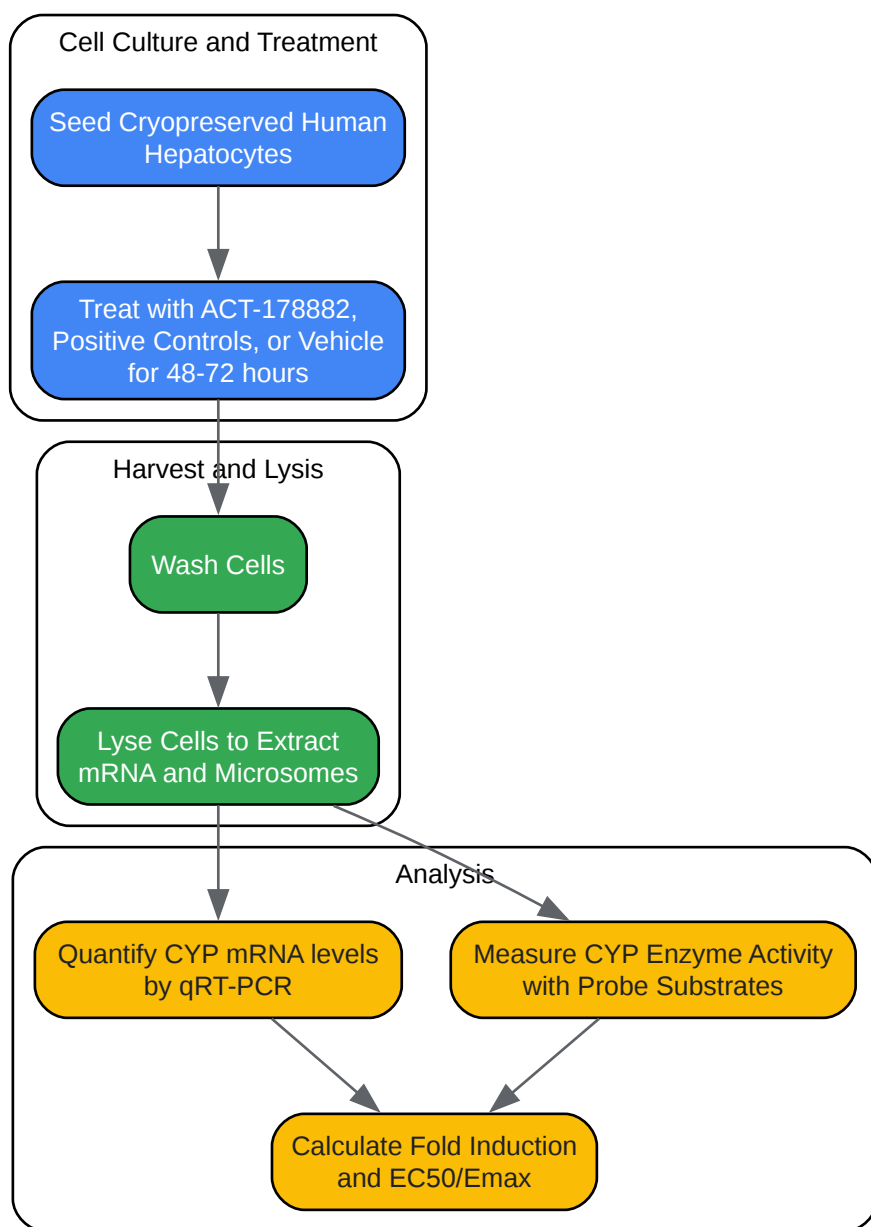 Cell Culture and Treatment
Seed Cryopreserved Human
Hepatocytes
Treat with ACT-178882,
Positive Controls, or Vehicle
for 48-72 hours
Harvest and Lysis
Wash Cells
Lyse Cells to Extract
mRNA and Microsomes
Analysis
Quantify CYP mRNA levels
by qRT-PCR
Measure CYP Enzyme Activity
with Probe Substrates
Calculate Fold Induction
and EC50/Emax